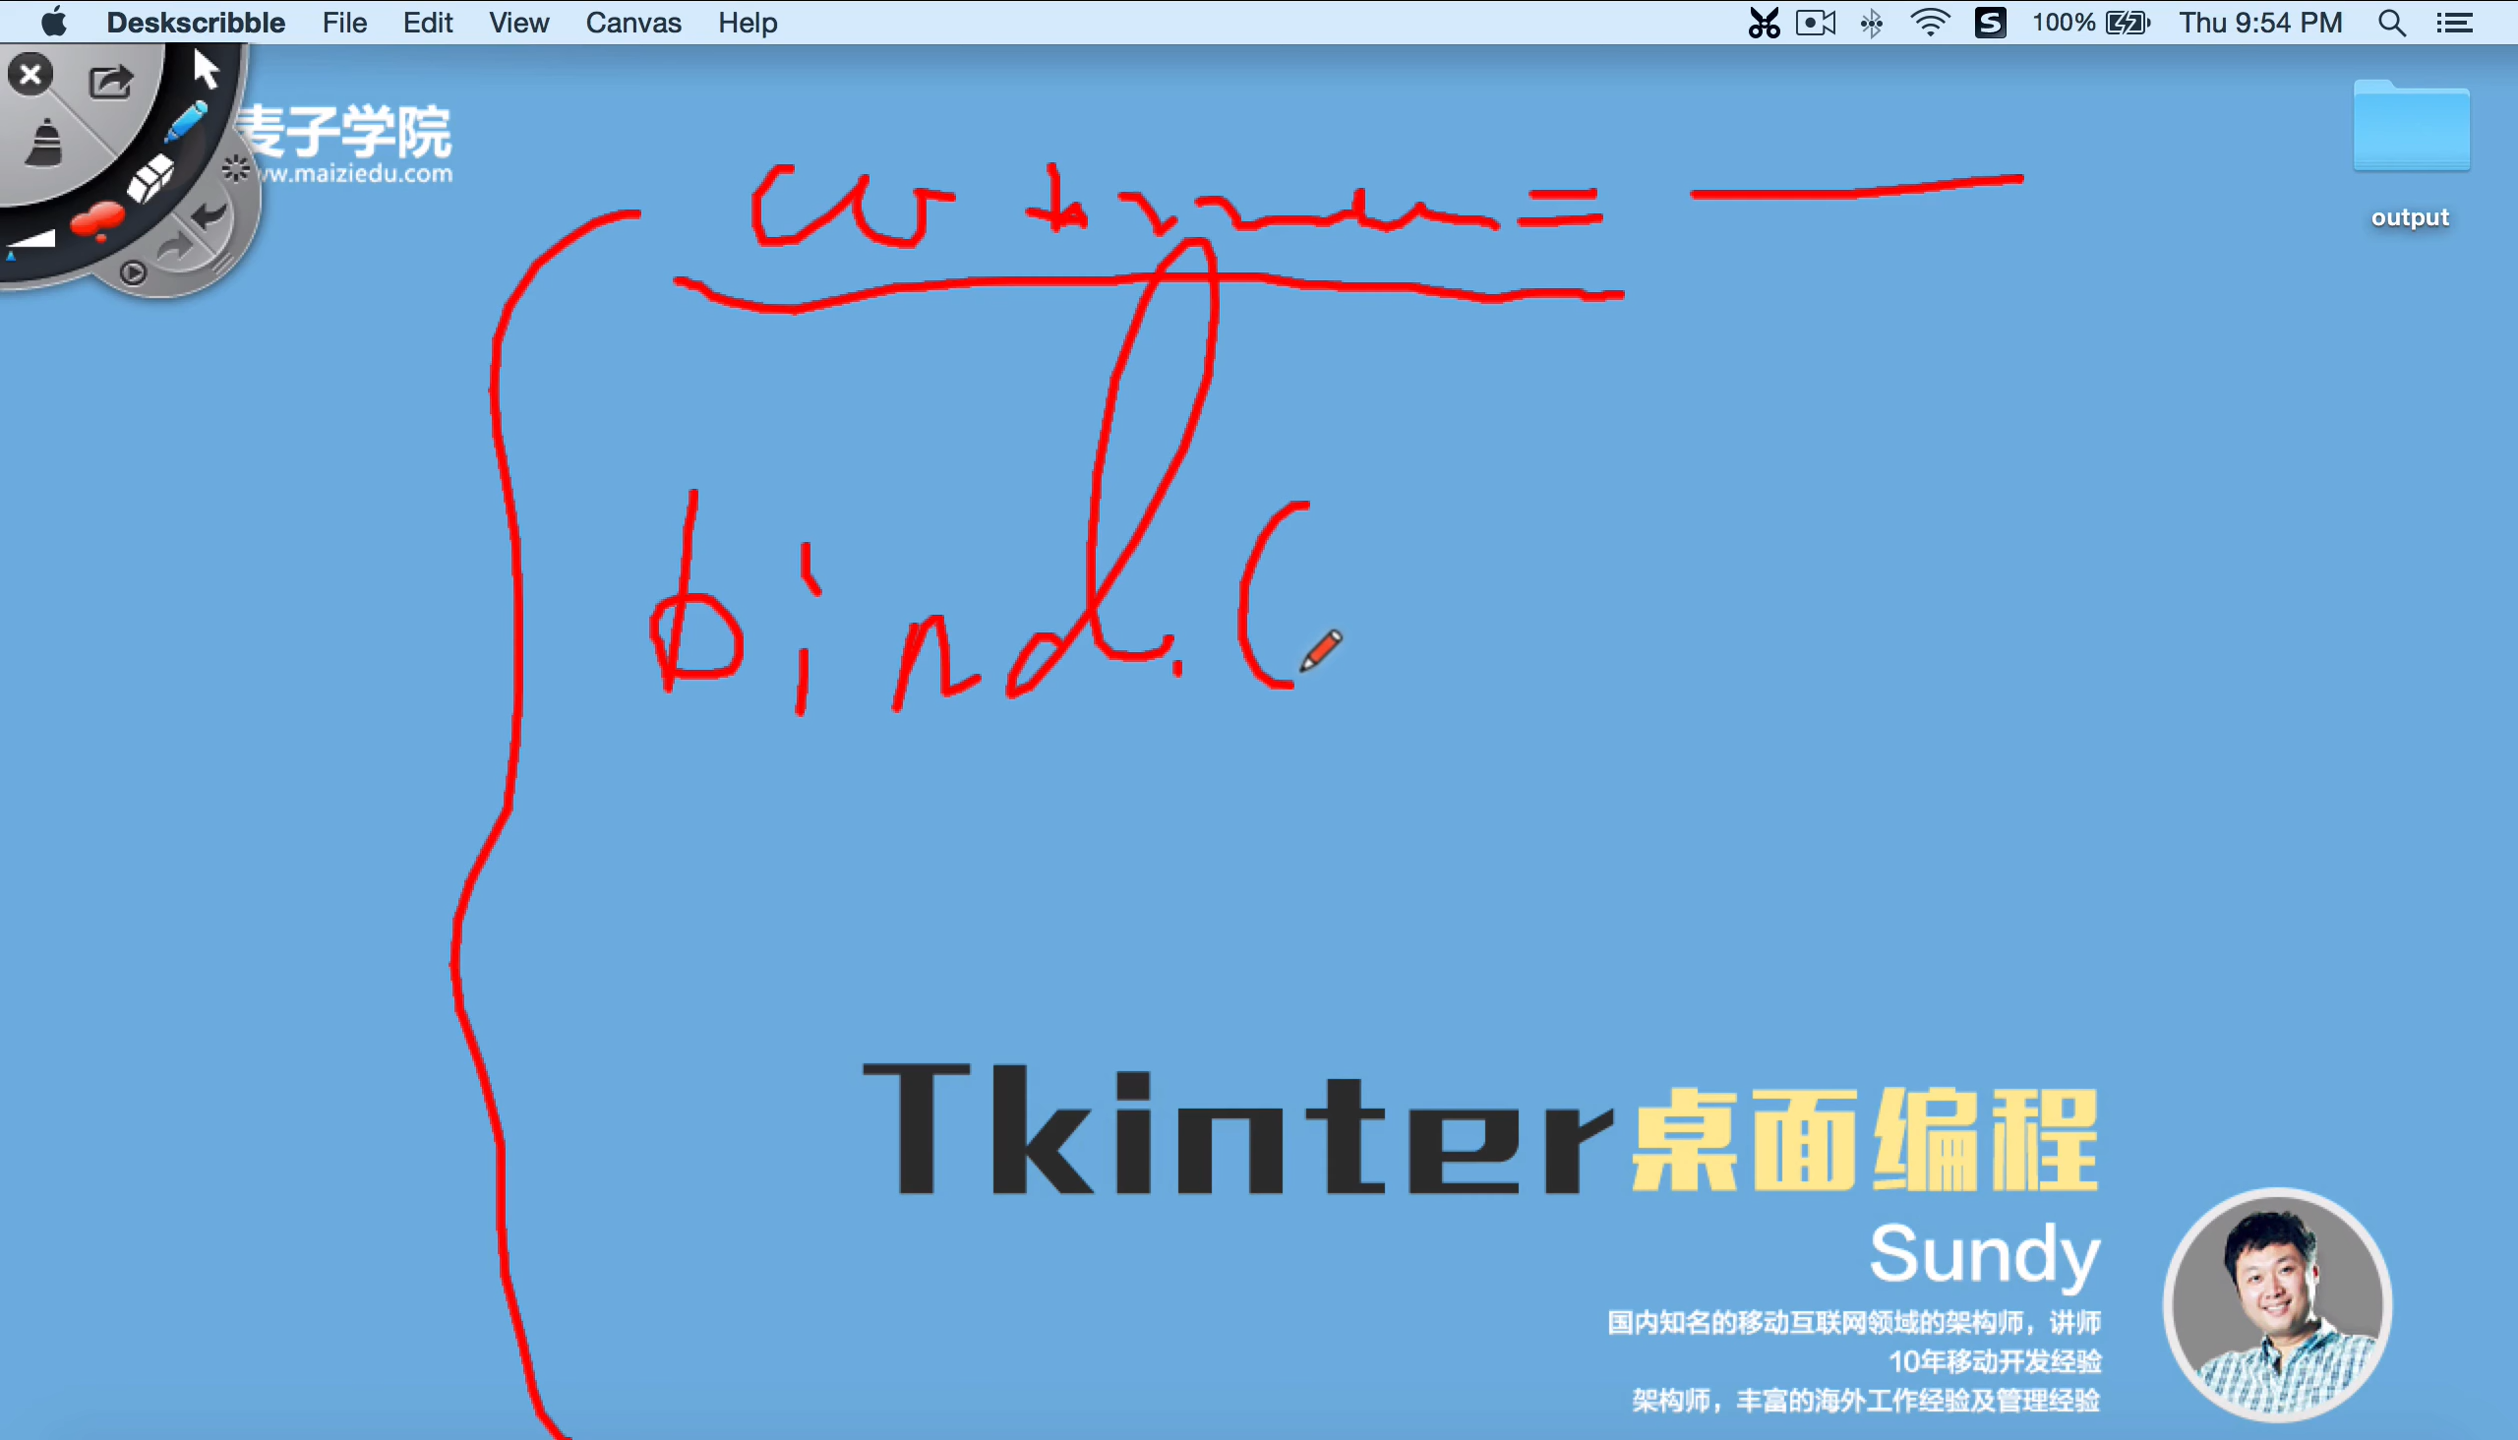 Deskscribble File Edit View Canvas Help 100% Thu 9:54 PM
麦子学院
www.maiziedu.com
output
bind.(
Tkinter桌面编程
Sundy
国内知名的移动互联网领域的架构师，讲师
10年移动开发经验
架构师，丰富的海外工作经验及管理经验